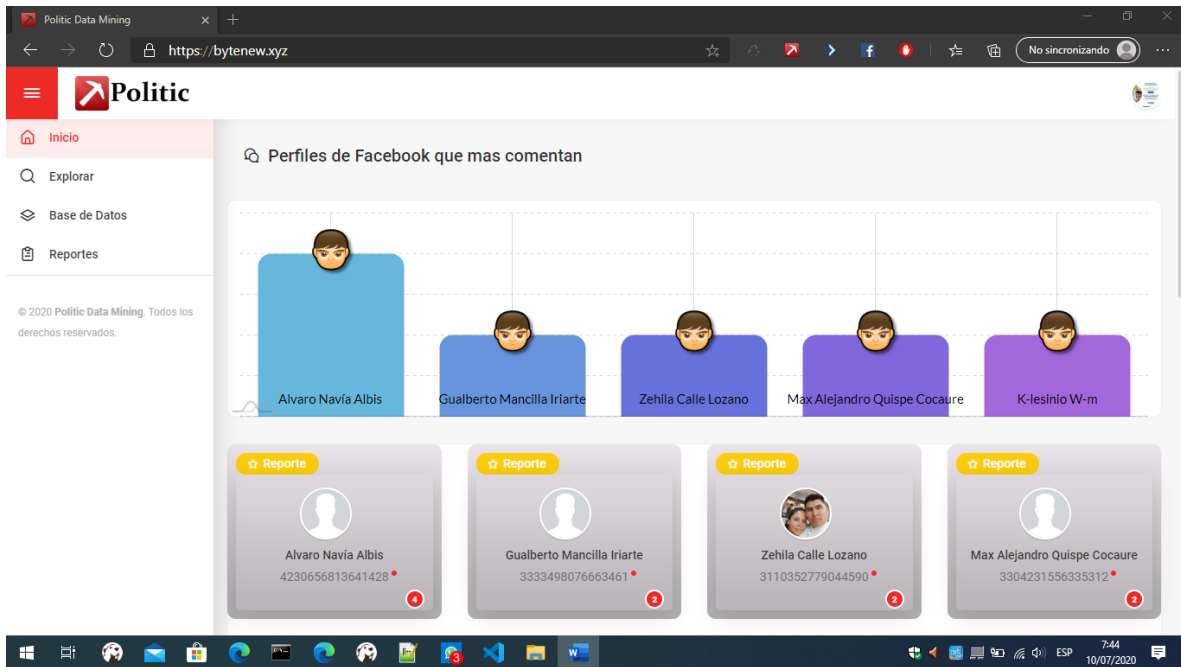 Politic Data Mining
https://bytenew.xyz
No sincronizando
Politic
Inicio
Explorar
Base de Datos
Reportes
© 2020 Politic Data Mining. Todos los
derechos reservados.
Perfiles de Facebook que mas comentan
Alvaro Navía Albis
Gualberto Mancilla Iriarte
Zehila Calle Lozano
Max Alejandro Quispe Cocaure
K-lesinio W-m
Reporte
Alvaro Navía Albis
4230656813641428
4
Reporte
Gualberto Mancilla Iriarte
3333498076663461
2
Reporte
Zehila Calle Lozano
3110352779044590
2
Reporte
Max Alejandro Quispe Cocaure
3304231556335312
2
3
ESP
7:44
10/07/2020